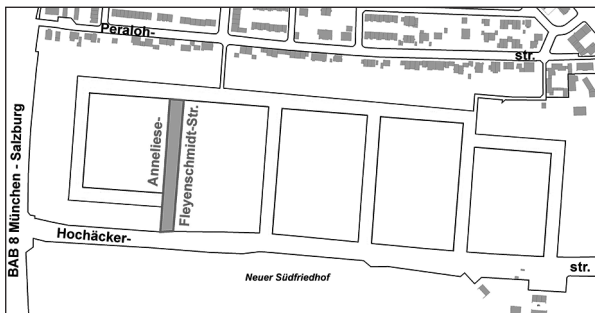 Peraloh-
str.
BAB 8 München - Salzburg
Anneliese-
Fleyenschmidt-Str.
Hochäcker-
str.
Neuer Südfriedhof